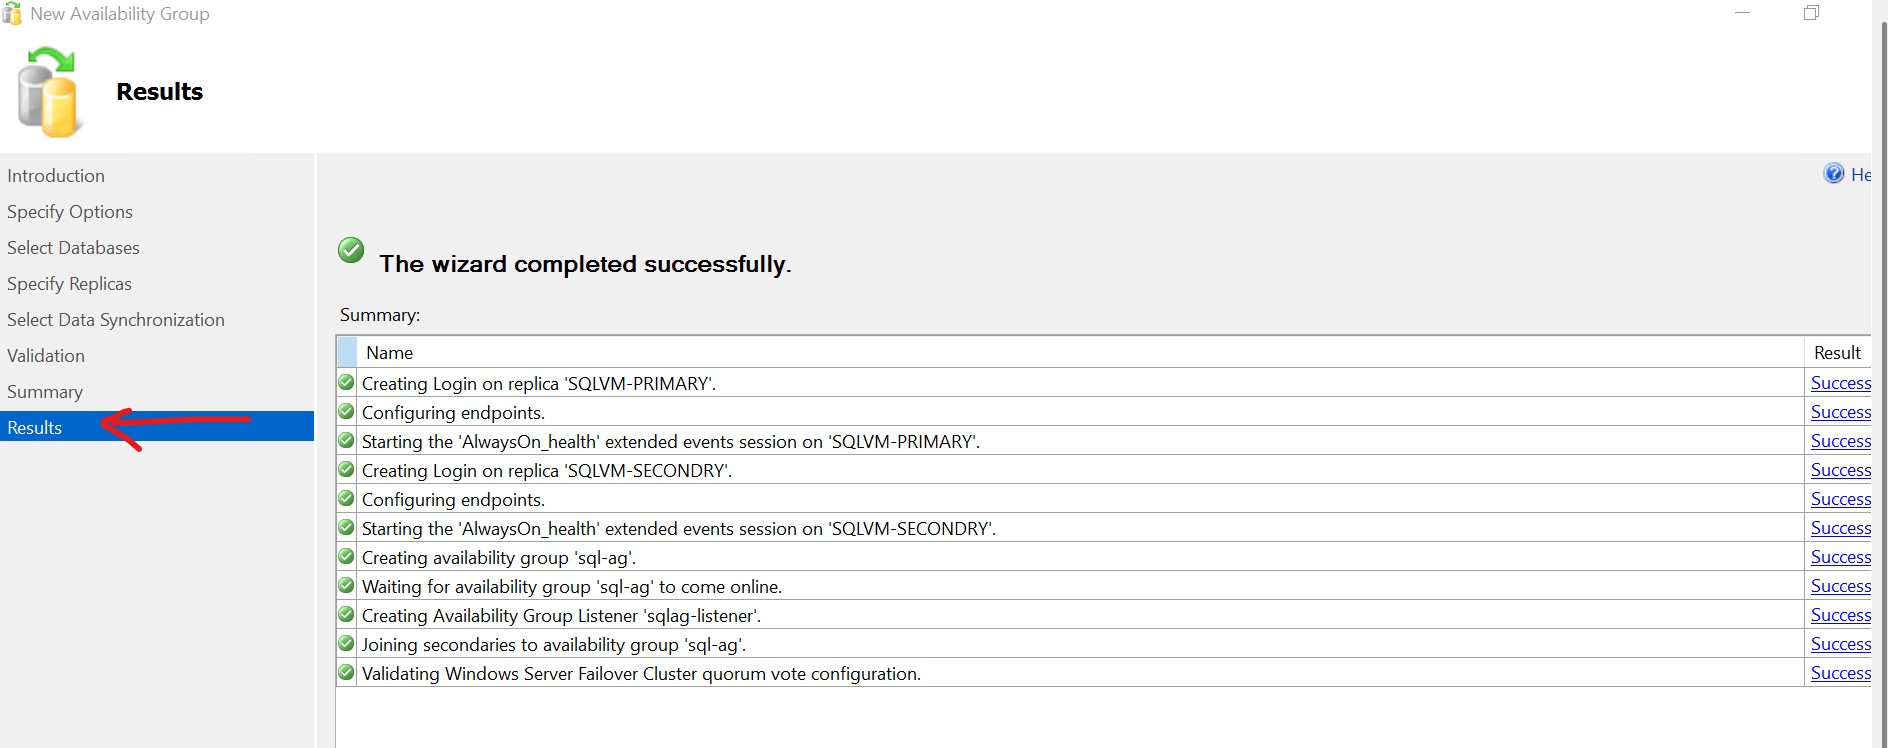 New Availability Group
Results
Introduction
Specify Options
Select Databases
Specify Replicas
Select Data Synchronization
Validation
Summary
Results
He
The wizard completed successfully.
Summary:
Name Result
Creating Login on replica 'SQLVM-PRIMARY'. Success
Configuring endpoints. Success
Starting the 'AlwaysOn_health' extended events session on 'SQLVM-PRIMARY'. Success
Creating Login on replica 'SQLVM-SECONDRY'. Success
Configuring endpoints. Success
Starting the 'AlwaysOn_health' extended events session on 'SQLVM-SECONDRY'. Success
Creating availability group 'sql-ag'. Success
Waiting for availability group 'sql-ag' to come online. Success
Creating Availability Group Listener 'sqlag-listener'. Success
Joining secondaries to availability group 'sql-ag'. Success
Validating Windows Server Failover Cluster quorum vote configuration. Success